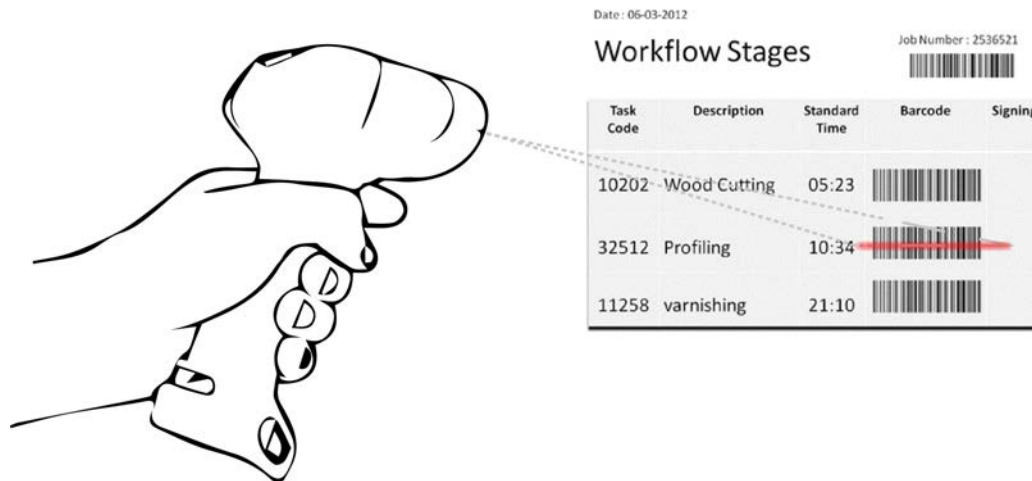 Date : 06-03-2012
Workflow Stages
Job Number : 2536521
Task Code Description Standard Time Barcode Signing
10202 Wood Cutting 05:23
32512 Profiling 10:34
11258 varnishing 21:10